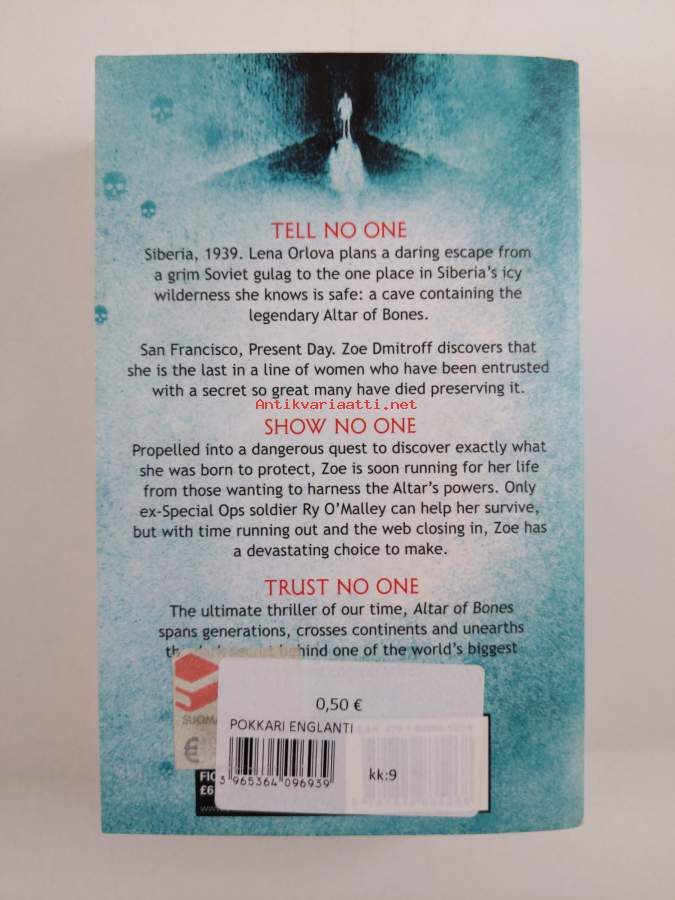 TELL NO ONE
Siberia, 1939. Lena Orlova plans a daring escape from
a grim Soviet gulag to the one place in Siberia's icy
wilderness she knows is safe: a cave containing the
legendary Altar of Bones.
San Francisco, Present Day. Zoe Dmitroff discovers that
she is the last in a line of women who have been entrusted
with a secret so great many have died preserving it.
Antikvariaatti.net
SHOW NO ONE
Propelled into a dangerous quest to discover exactly what
she was born to protect, Zoe is soon running for her life
from those wanting to harness the Altar's powers. Only
ex-Special Ops soldier Ry O'Malley can help her survive,
but with time running out and the web closing in, Zoe has
a devastating choice to make.
TRUST NO ONE
The ultimate thriller of our time, Altar of Bones
spans generations, crosses continents and unearths
behind one of the world's biggest
0,50 €
POKKARI ENGLANTI
3 965364 096939
kk:9
£6